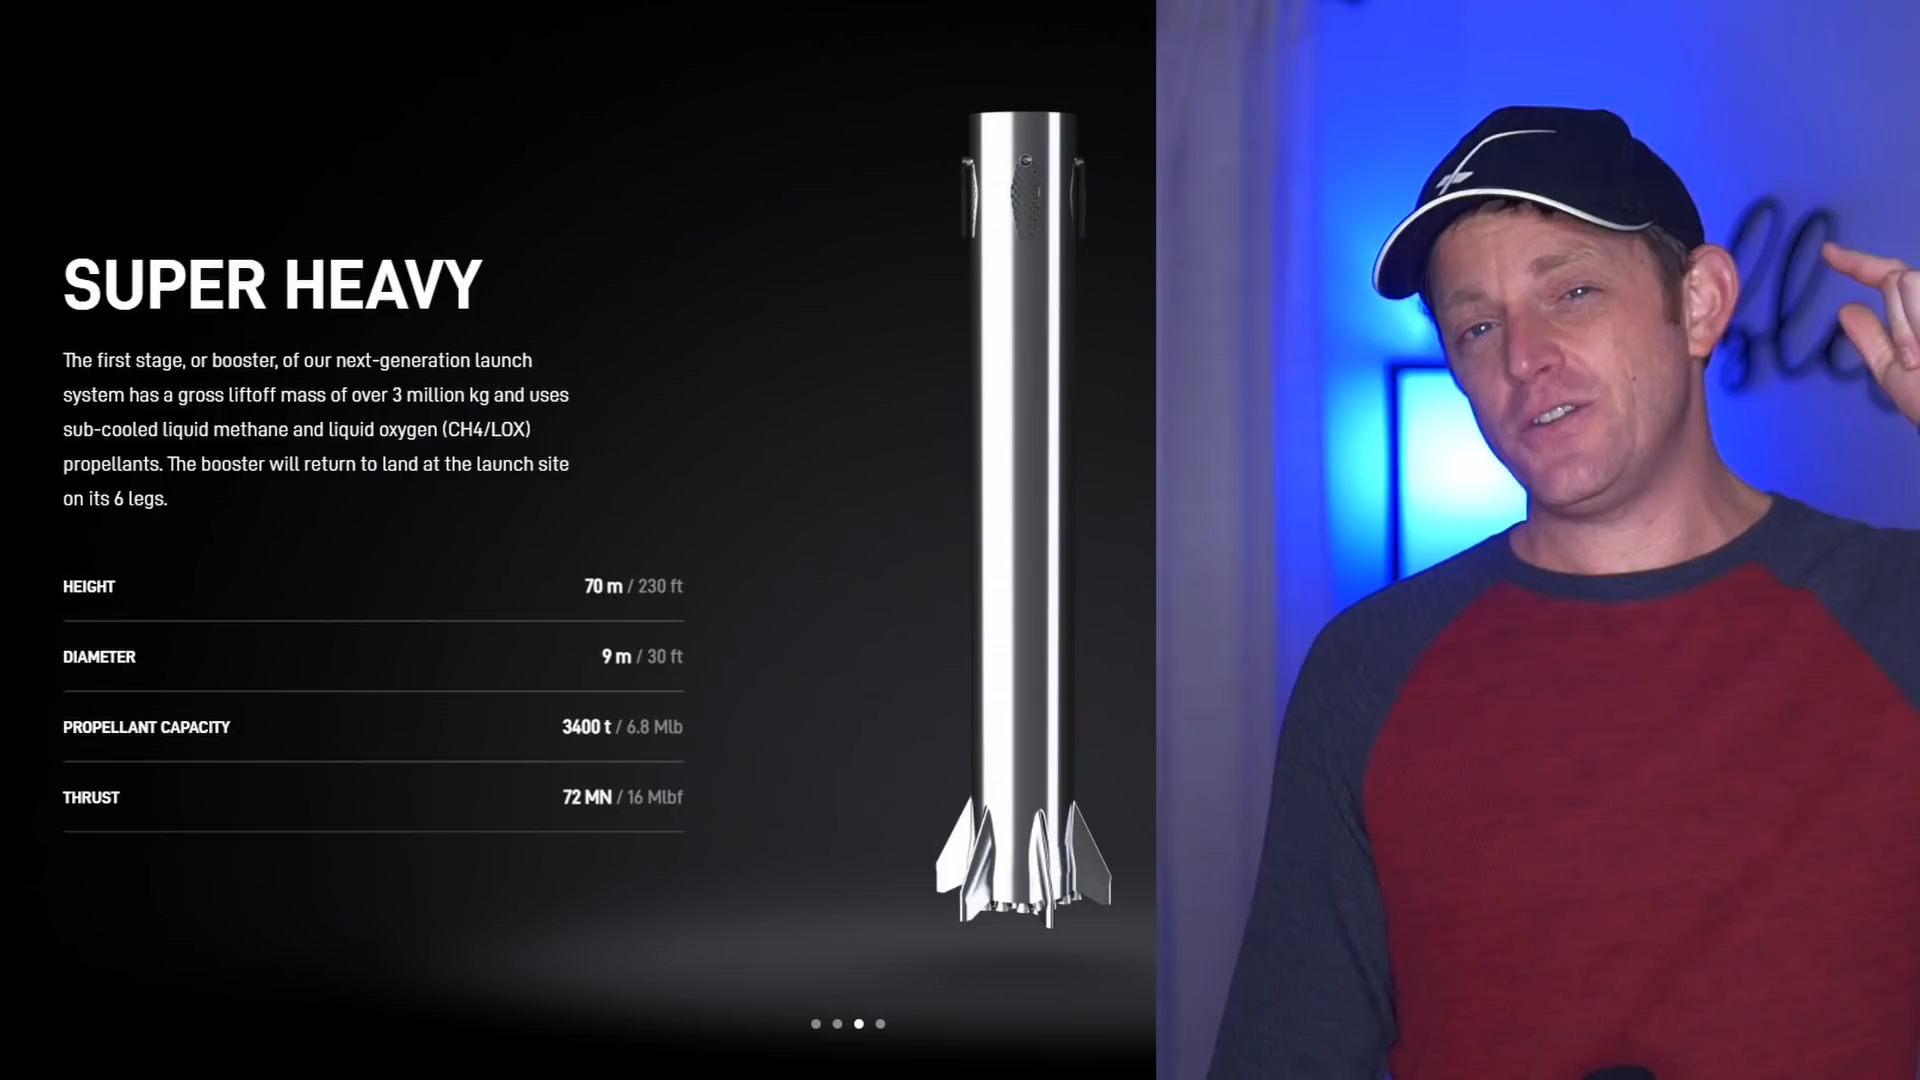 SUPER HEAVY
The first stage, or booster, of our next-generation launch
system has a gross liftoff mass of over 3 million kg and uses
sub-cooled liquid methane and liquid oxygen (CH4/LOX)
propellants. The booster will return to land at the launch site
on its 6 legs.
HEIGHT 70 m / 230 ft
DIAMETER 9 m / 30 ft
PROPELLANT CAPACITY 3400 t / 6.8 Mlb
THRUST 72 MN / 16 Mlbf